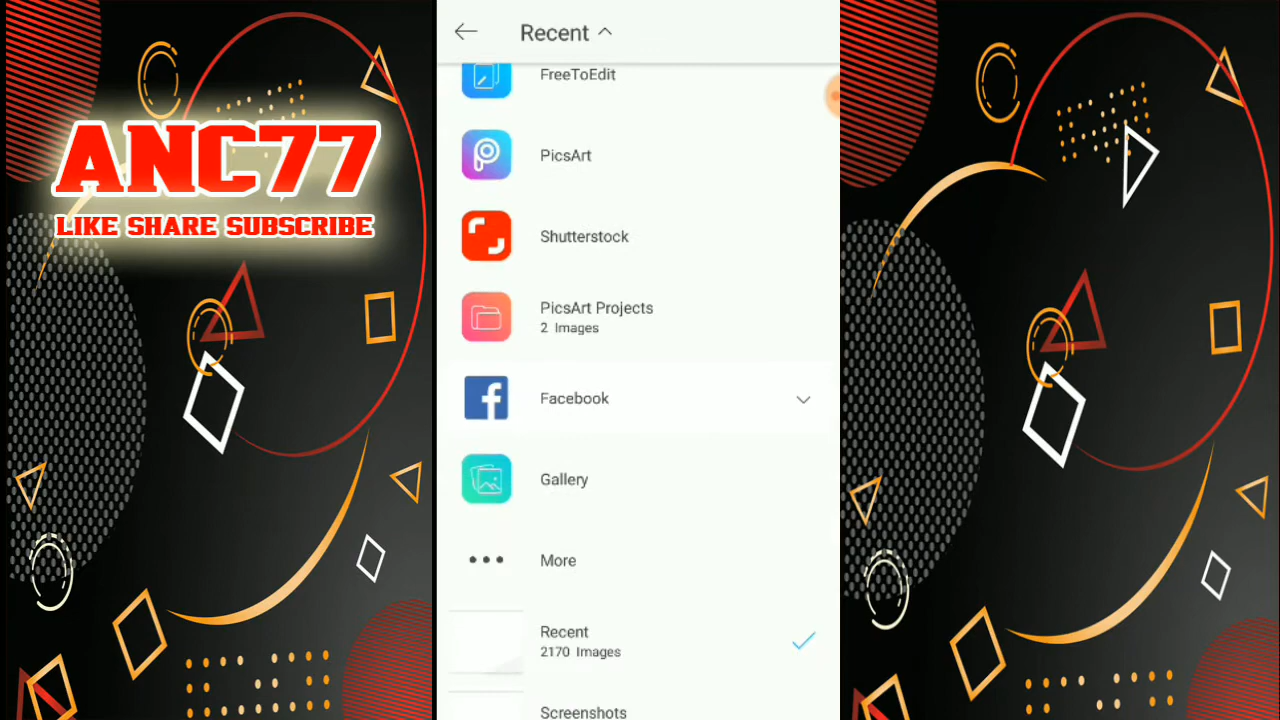 ANC77
LIKE SHARE SUBSCRIBE
Recent
FreeToEdit
PicsArt
Shutterstock
PicsArt Projects
2 Images
Facebook
Gallery
More
Recent
2170 Images
Screenshots